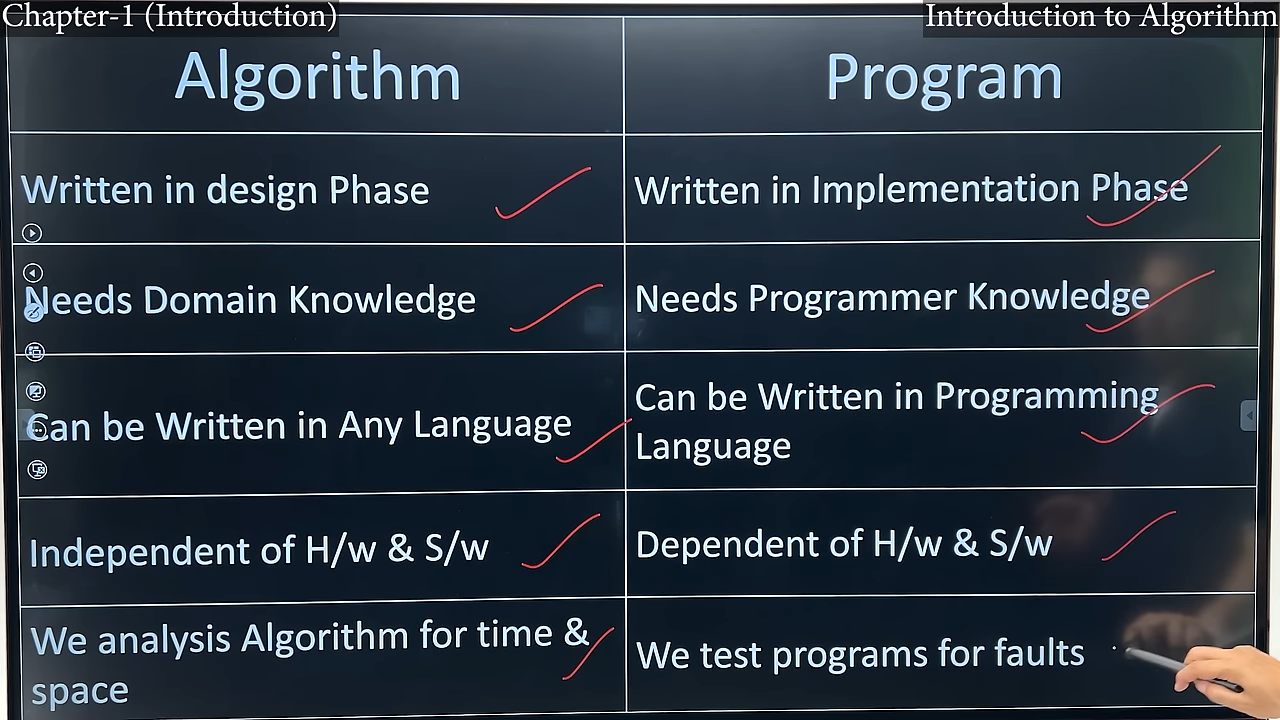 Chapter-1 (Introduction)
Introduction to Algorithm
Algorithm
Program
Written in design Phase
Written in Implementation Phase
Needs Domain Knowledge
Needs Programmer Knowledge
Can be Written in Any Language
Can be Written in Programming
Language
Independent of H/w & S/w
Dependent of H/w & S/w
We analysis Algorithm for time &
space
We test programs for faults